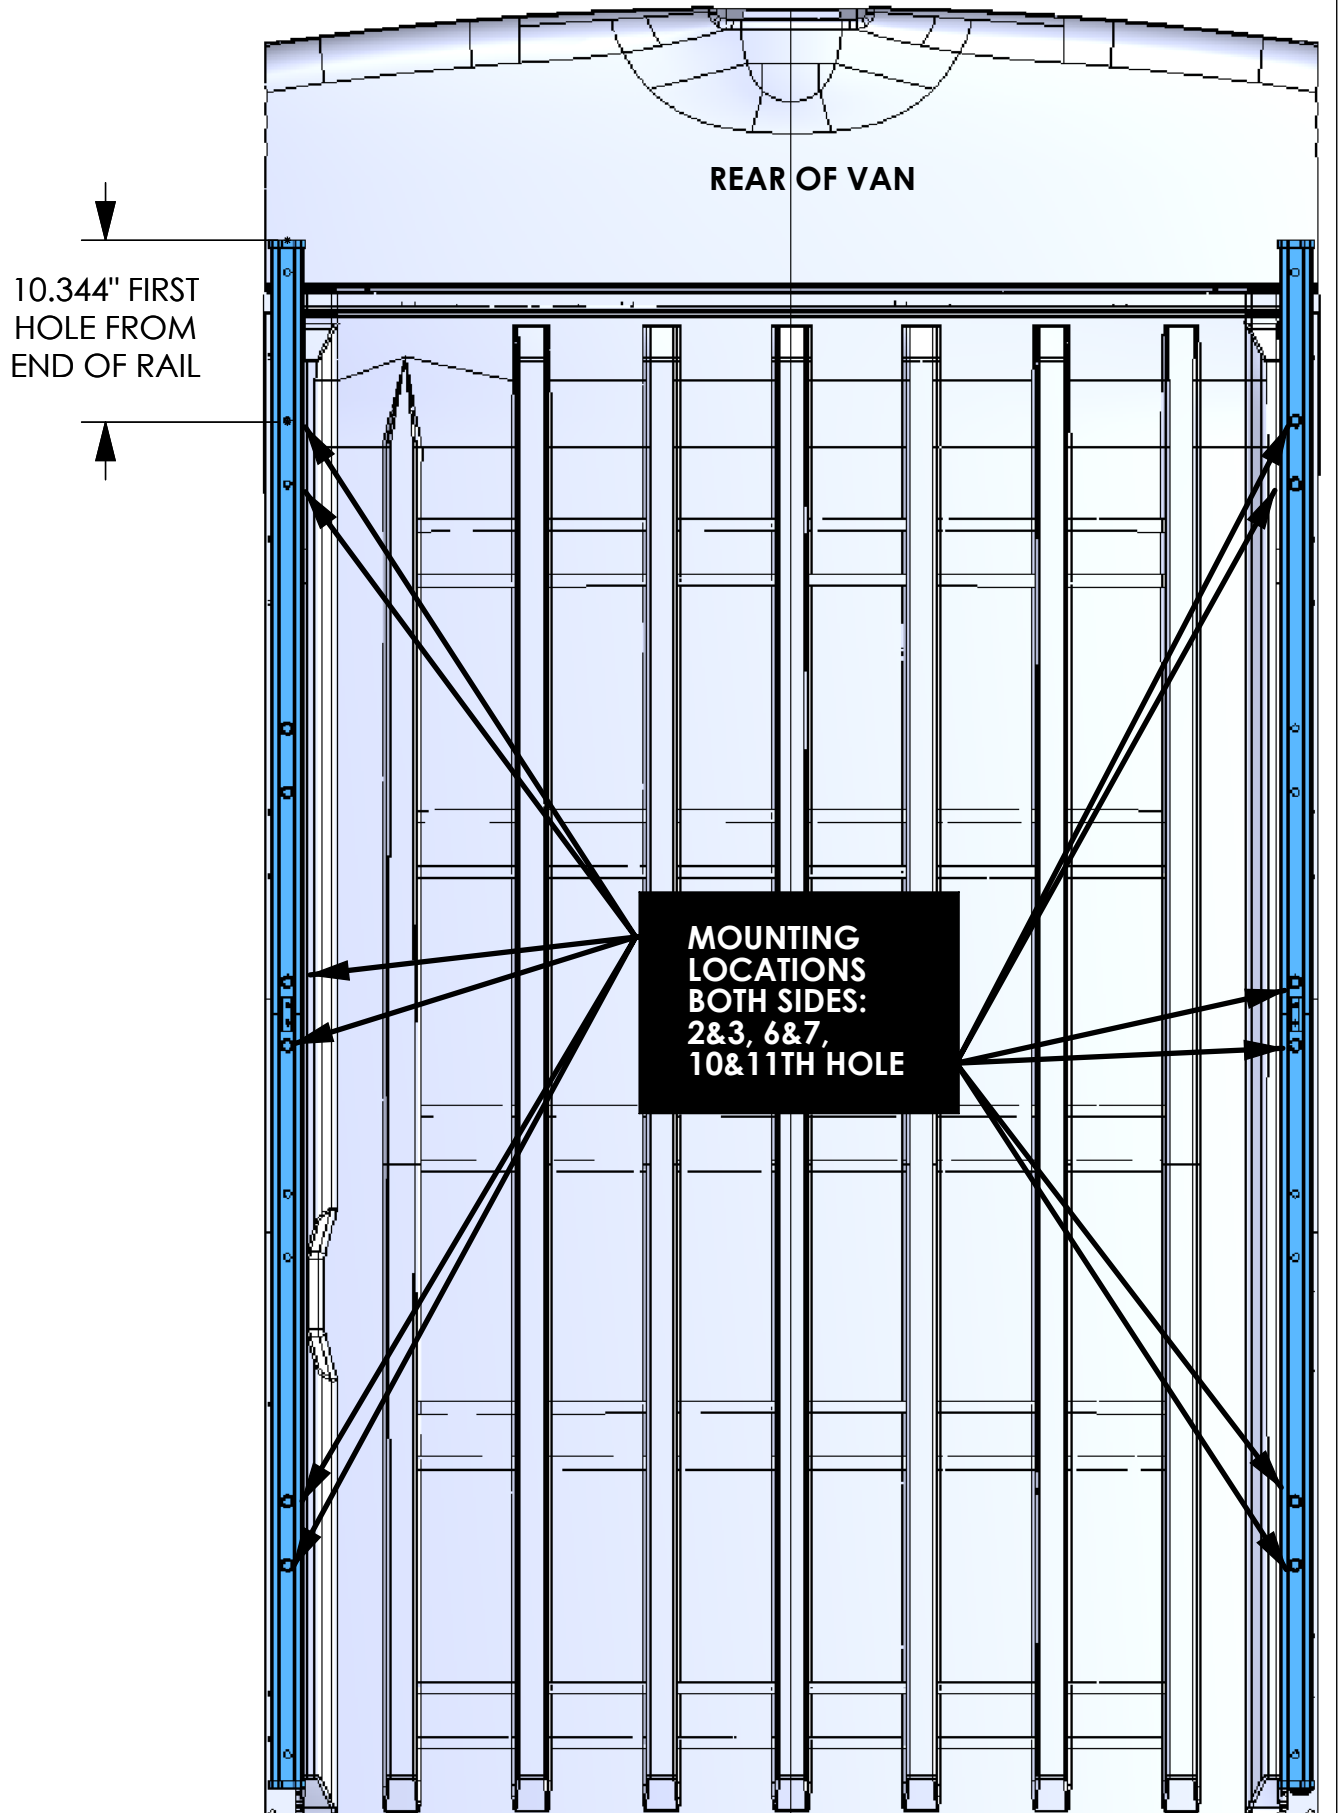 REAR OF VAN
10.344" FIRST
HOLE FROM
END OF RAIL
MOUNTING
LOCATIONS
BOTH SIDES:
2&3, 6&7,
10&11TH HOLE